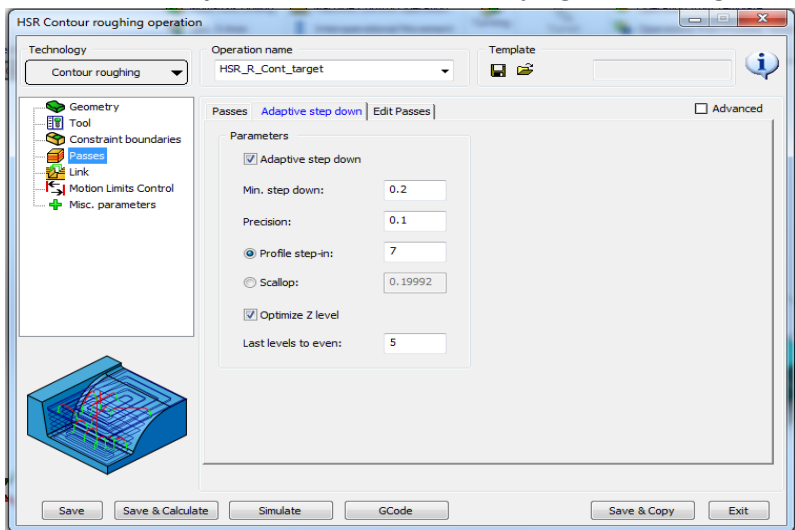 HSR Contour roughing operation
Technology
Operation name
Template
Contour roughing
HSR_R_Cont_target
Geometry
Tool
Constraint boundaries
Passes
Link
Motion Limits Control
Misc. parameters
Passes Adaptive step down Edit Passes
Advanced
Parameters
Adaptive step down
Min. step down: 0.2
Precision: 0.1
Profile step-in: 7
Scallop: 0.19992
Optimize Z level
Last levels to even: 5
Save Save & Calculate Simulate GCode Save & Copy Exit